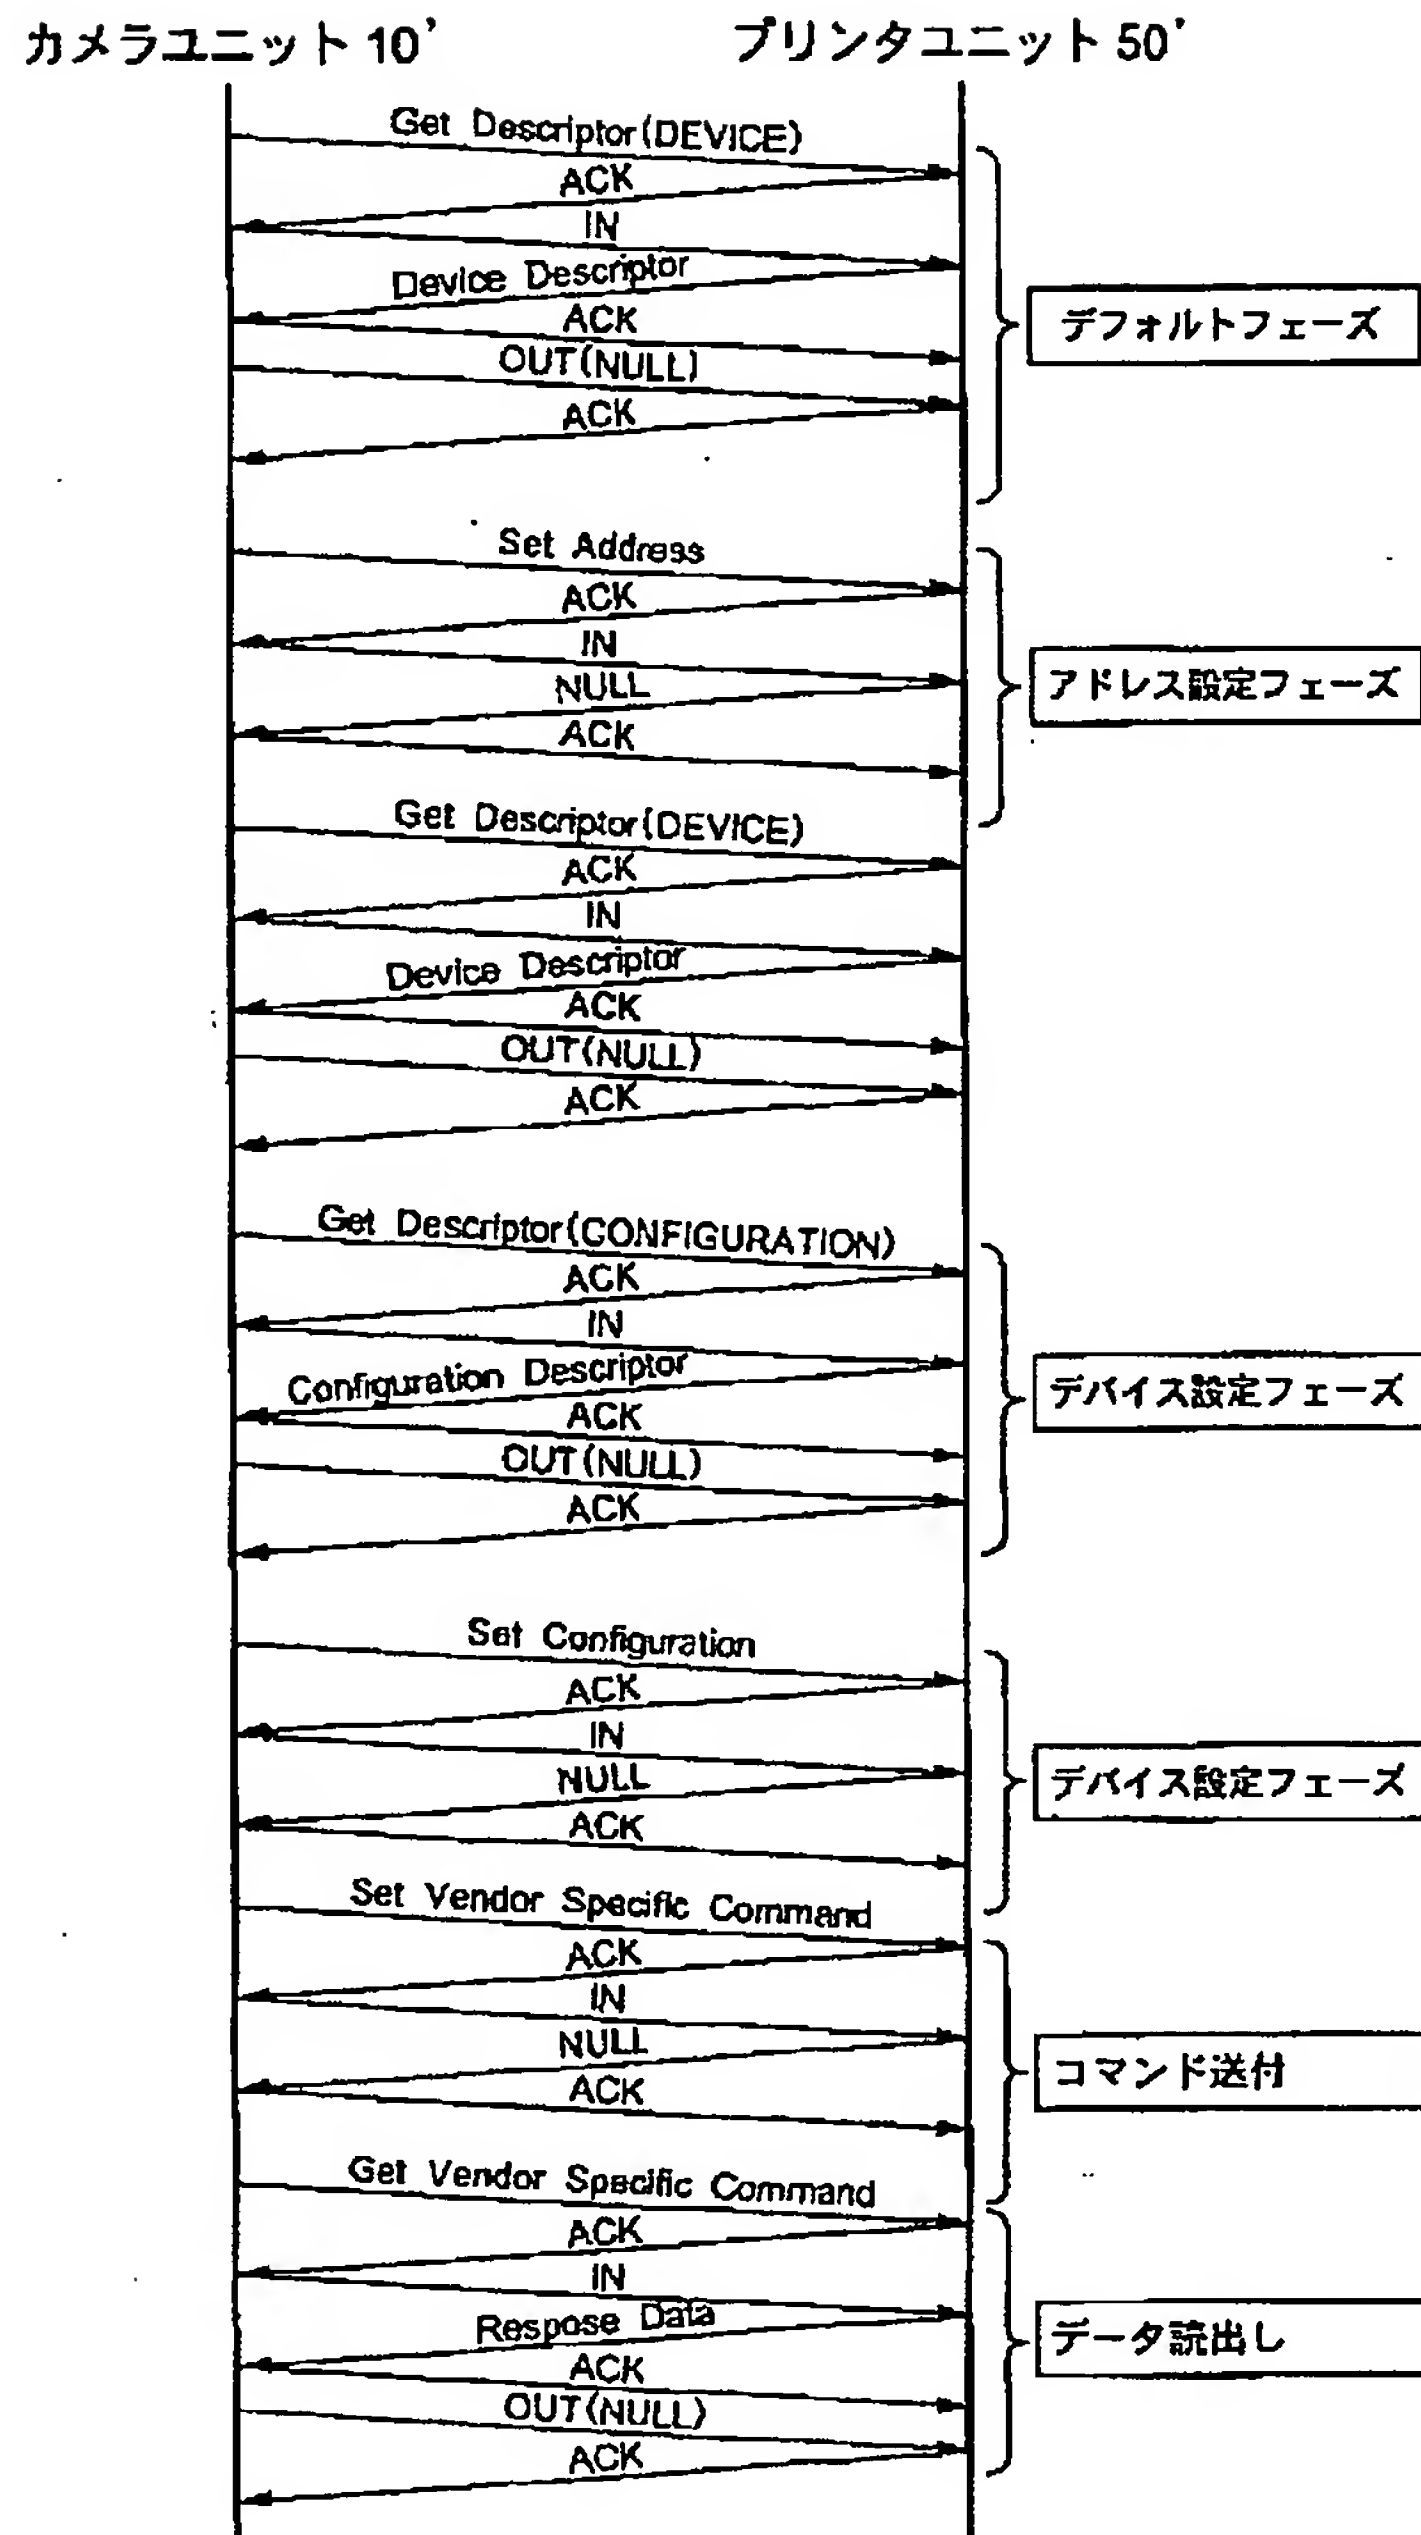 カメラユニット 10’ プリンタユニット 50’
Get Descriptor(DEVICE)
ACK
IN
Device Descriptor
ACK
デフォルトフェーズ
OUT(NULL)
ACK
Set Address
ACK
IN
アドレス設定フェーズ
NULL
ACK
Get Descriptor(DEVICE)
ACK
IN
Device Descriptor
ACK
OUT(NULL)
ACK
Get Descriptor(CONFIGURATION)
ACK
IN
Configuration Descriptor
デバイス設定フェーズ
ACK
OUT(NULL)
ACK
Set Configuration
ACK
IN
NULL
デバイス設定フェーズ
ACK
Set Vendor Specific Command
ACK
IN
NULL
コマンド送付
ACK
Get Vendor Specific Command
ACK
IN
Respose Data
データ読出し
ACK
OUT(NULL)
ACK